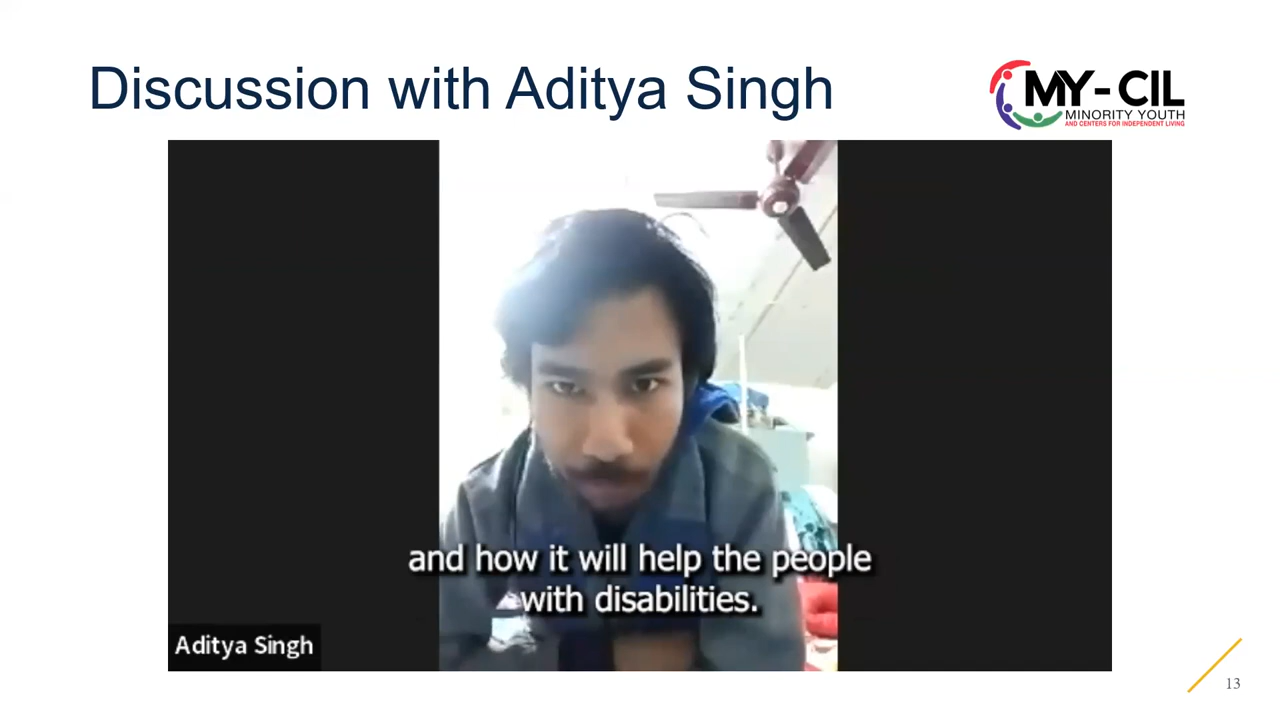 Discussion with Aditya Singh
MY-CIL
MINORITY YOUTH
AND CENTERS FOR INDEPENDENT LIVING
and how it will help the people
with disabilities.
Aditya Singh
13